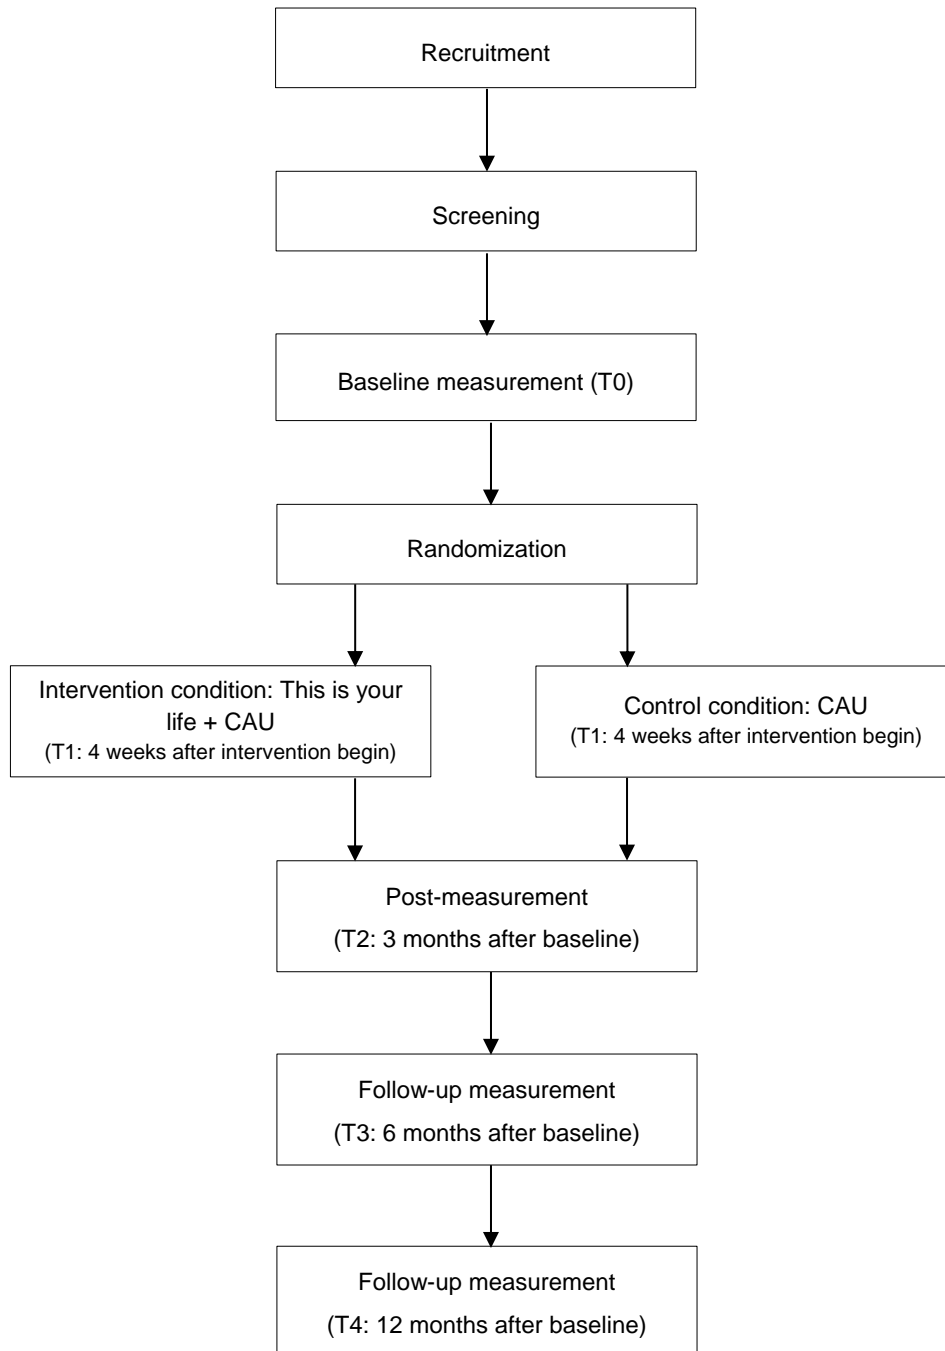 Recruitment
Screening
Baseline measurement (T0)
Randomization
Intervention condition: This is your
life + CAU
(T1: 4 weeks after intervention begin)
Control condition: CAU
(T1: 4 weeks after intervention begin)
Post-measurement
(T2: 3 months after baseline)
Follow-up measurement
(T3: 6 months after baseline)
Follow-up measurement
(T4: 12 months after baseline)